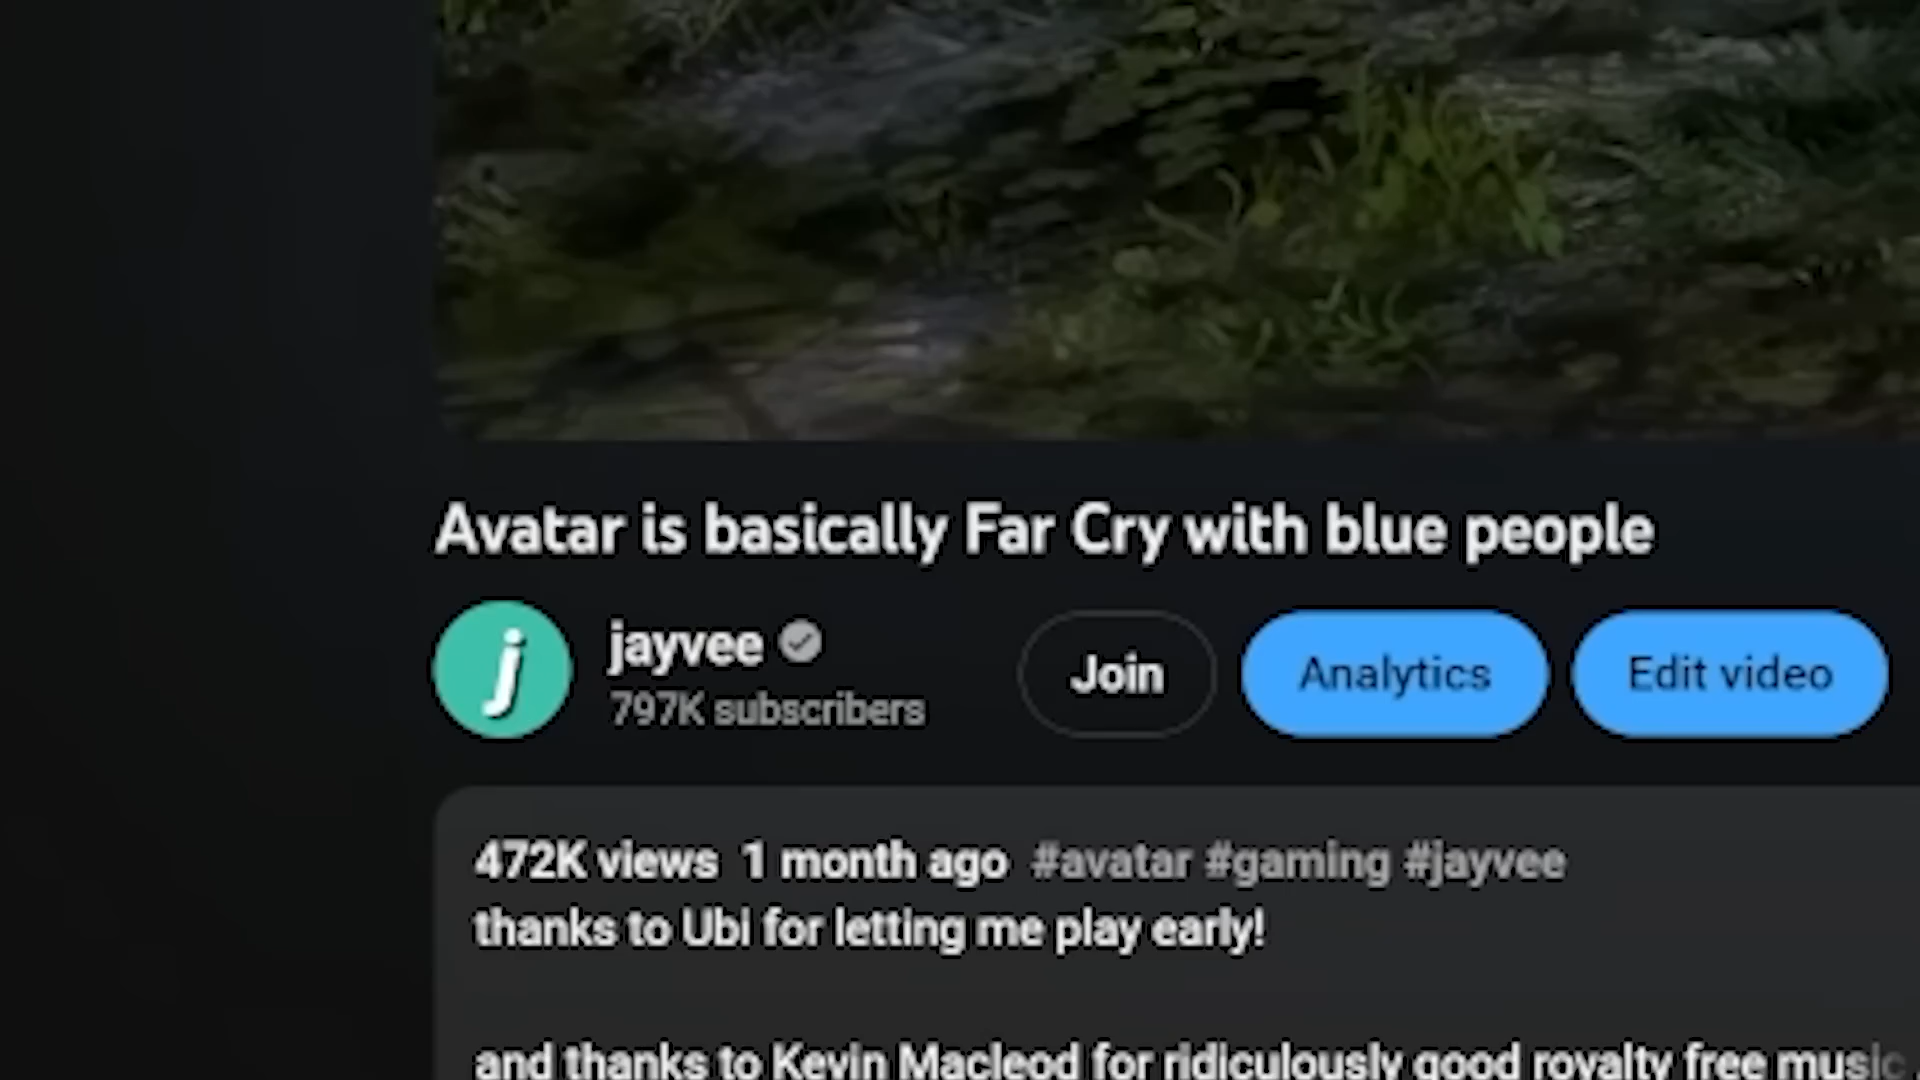 Avatar is basically Far Cry with blue people
j
jayvee
797K subscribers
Join
Analytics
Edit video
472K views 1 month ago #avatar #gaming #jayvee
thanks to Ubi for letting me play early!
and thanks to Kevin Macleod for ridiculously good royalty free music